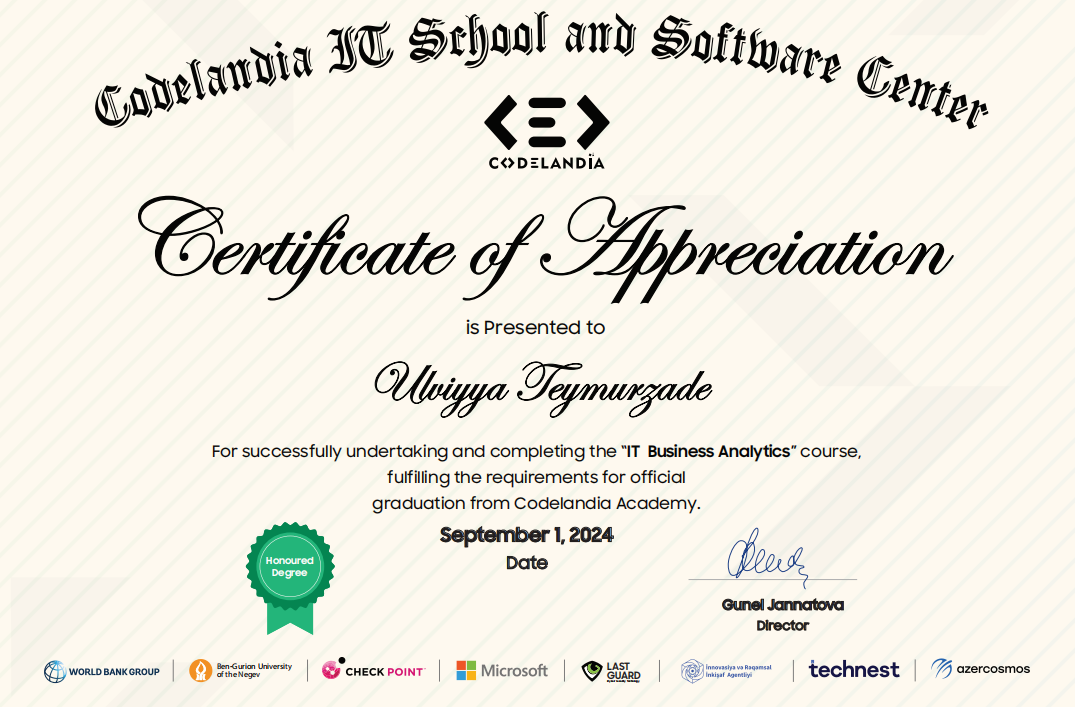 Codelandia IT School and Software Center
CODELANDIA
Certificate of Appreciation
is Presented to
Ulviyya Teymurzade
For successfully undertaking and completing the “IT Business Analytics” course,
fulfilling the requirements for official
graduation from Codelandia Academy.
September 1, 2024
Date
Honoured
Degree
Gunel Jannatova
Director
WORLD BANK GROUP
Ben-Gurion University
of the Negev
CHECK POINT
Microsoft
LAST
GUARD
İnnovasiya və Rəqəmsal
İnkişaf Agentliyi
technest
azercosmos